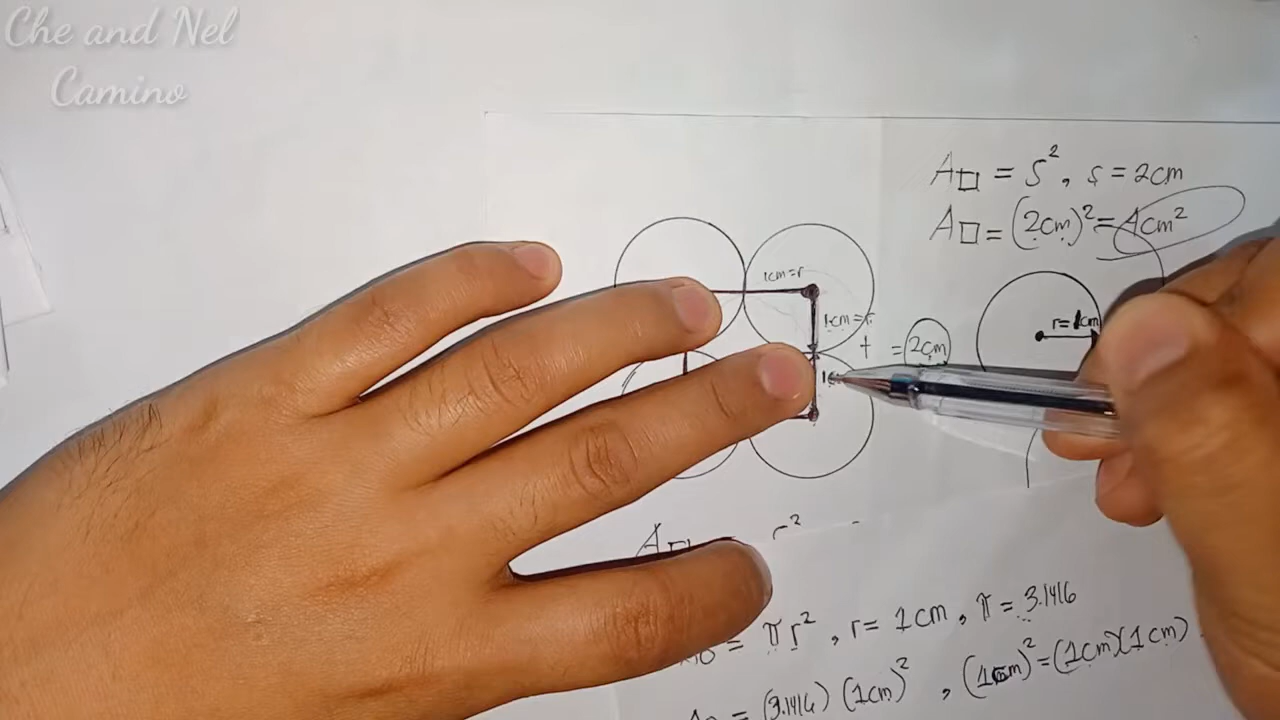 Che and Nel
Camino
A□ = s², s = 2cm
A□ = (2cm)² = 4cm²
1cm=r
1cm=r
+ = 2cm
r=1cm
A□ r²
= πr², r = 1cm, π = 3.1416
= (3.1416) (1cm)², (1cm)² = (1cm)(1cm)